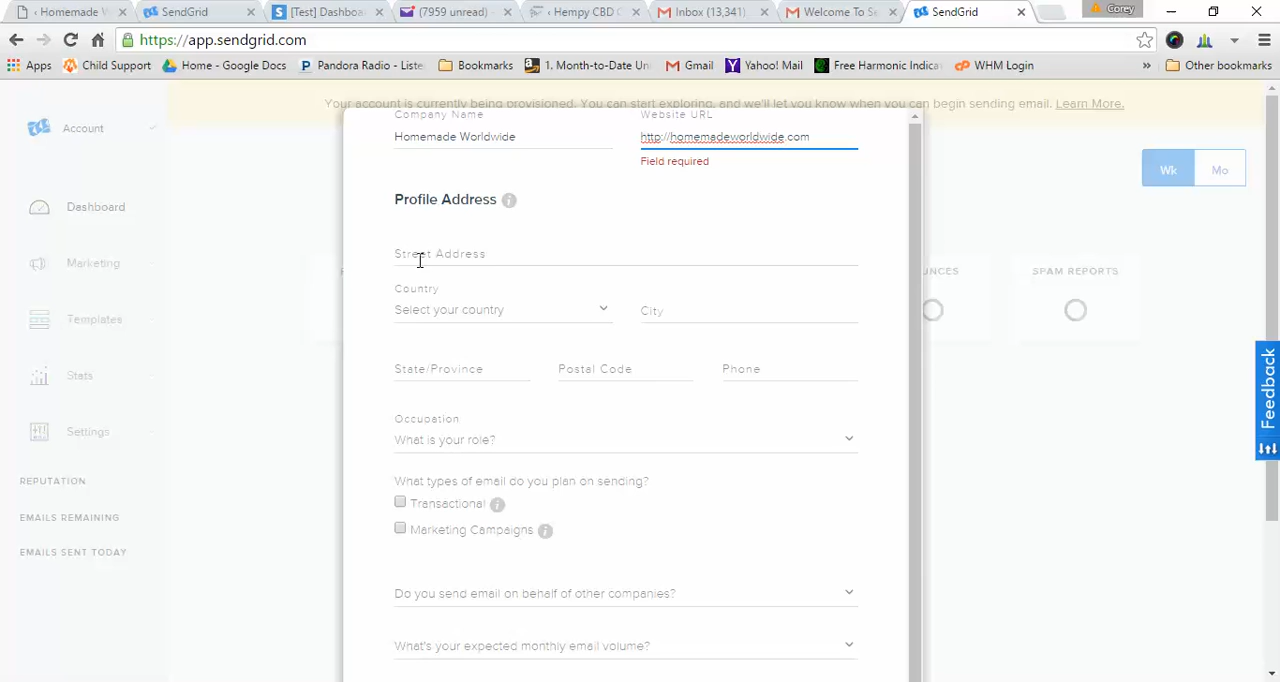 ‹ Homemade W
SendGrid
[Test] Dashboa
(7959 unread)
‹ Hempy CBD C
Inbox (13,341)
Welcome To Se
SendGrid
Corey
https://app.sendgrid.com
Apps
Child Support
Home - Google Docs
Pandora Radio - Liste
Bookmarks
1. Month-to-Date Un
Gmail
Yahoo! Mail
Free Harmonic Indica
WHM Login
»
Other bookmarks
Your account is currently being provisioned. You can start exploring, and we'll let you know when you can begin sending email. Learn More.
Account
Dashboard
Marketing
Templates
Stats
Settings
REPUTATION
EMAILS REMAINING
EMAILS SENT TODAY
Company Name
Website URL
Homemade Worldwide
http://homemadeworldwide.com
Field required
Profile Address
Street Address
Country
Select your country
City
State/Province
Postal Code
Phone
Occupation
What is your role?
What types of email do you plan on sending?
Transactional
Marketing Campaigns
Do you send email on behalf of other companies?
What's your expected monthly email volume?
Wk
Mo
UNCES
SPAM REPORTS
Feedback